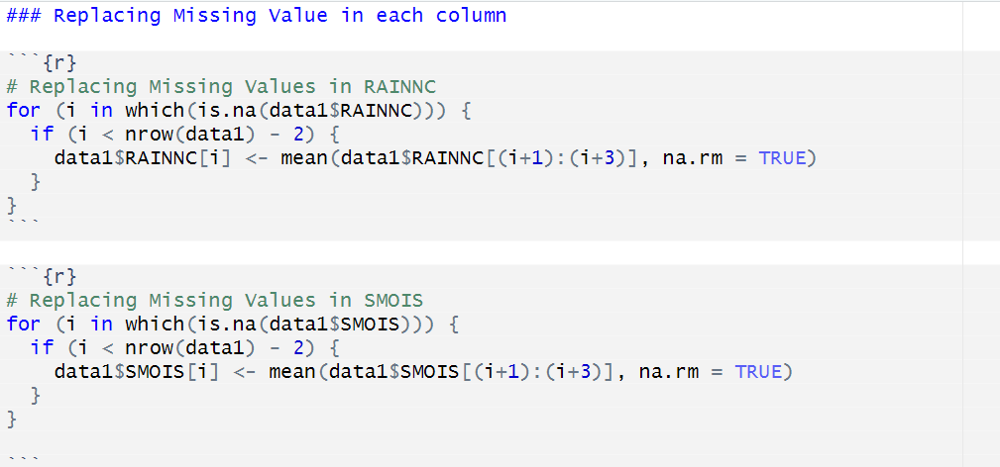 ### Replacing Missing Value in each column
```{r}
# Replacing Missing Values in RAINNC
for (i in which(is.na(data1$RAINNC))) {
  if (i < nrow(data1) - 2) {
    data1$RAINNC[i] <- mean(data1$RAINNC[(i+1):(i+3)], na.rm = TRUE)
  }
}
```
```{r}
# Replacing Missing Values in SMOIS
for (i in which(is.na(data1$SMOIS))) {
  if (i < nrow(data1) - 2) {
    data1$SMOIS[i] <- mean(data1$SMOIS[(i+1):(i+3)], na.rm = TRUE)
  }
}
```